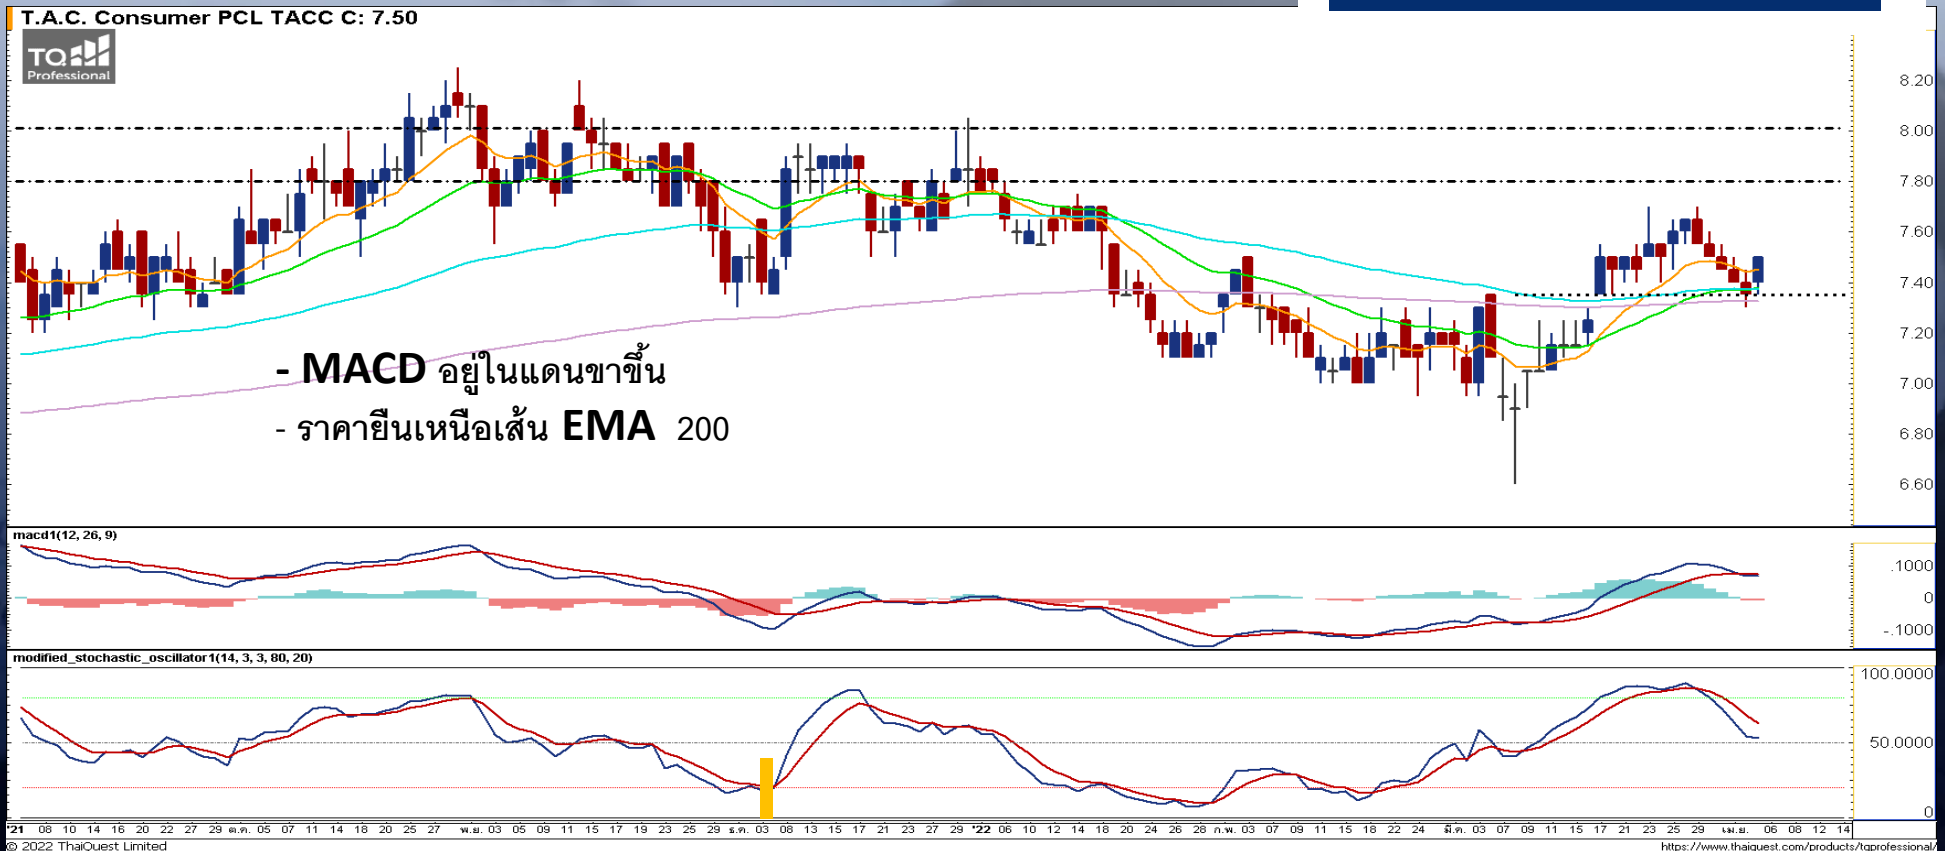 T.A.C. Consumer PCL TACC C: 7.50
TQ
Professional
8.20
8.00
7.80
7.60
7.40
7.20
7.00
6.80
6.60
- MACD อยู่ในแดนขาขึ้น
- ราคายืนเหนือเส้น EMA 200
macd1(12, 26, 9)
.1000
0
-.1000
modified_stochastic_oscillator1(14, 3, 3, 80, 20)
100.0000
50.0000
0
'21 08 10 14 16 20 22 27 29 ต.ค. 05 07 11 14 18 20 25 27 พ.ย. 03 05 09 11 15 17 19 23 25 29 ธ.ค. 03 08 13 15 17 21 23 27 29 '22 06 10 12 14 18 20 24 26 28 ก.พ. 03 07 09 11 15 18 22 24 มี.ค. 03 07 09 11 15 17 21 23 25 29 เม.ย. 06 08 12 14
© 2022 ThaiQuest Limited
https://www.thaiquest.com/products/tqprofessional/